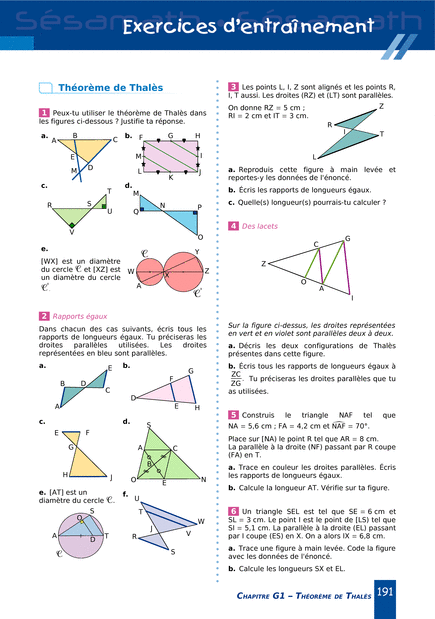 Exercices d'entraînement
Théorème de Thalès
1 Peux-tu utiliser le théorème de Thalès dans
les figures ci-dessous ? Justifie ta réponse.
a.
A
B
C
E
D
M
b.
F
G
H
M
I
L
K
J
c.
R
S
T
U
V
d.
M
N
P
Q
O
e.
[WX] est un diamètre
du cercle C et [XZ] est
un diamètre du cercle
C'
C
Y
W
X
Z
A
C'
2 Rapports égaux
Dans chacun des cas suivants, écris tous les
rapports de longueurs égaux. Tu préciseras les
droites parallèles utilisées. Les droites
représentées en bleu sont parallèles.
a.
E
B
D
C
A
b.
G
F
D
E
H
c.
E
F
G
H
J
d.
S
A
C
B
O
E
N
e. [AT] est un
diamètre du cercle C.
S
O
A
D
T
C
f.
U
T
W
J
V
R
S
3 Les points L, I, Z sont alignés et les points R,
I, T aussi. Les droites (RZ) et (LT) sont parallèles.
On donne RZ = 5 cm ;
RI = 2 cm et IT = 3 cm.
Z
R
I
T
L
a. Reproduis cette figure à main levée et
reportes-y les données de l'énoncé.
b. Écris les rapports de longueurs égaux.
c. Quelle(s) longueur(s) pourrais-tu calculer ?
4 Des lacets
G
C
Z
O
A
I
Sur la figure ci-dessus, les droites représentées
en vert et en violet sont parallèles deux à deux.
a. Décris les deux configurations de Thalès
présentes dans cette figure.
b. Écris tous les rapports de longueurs égaux à
ZC
ZG. Tu préciseras les droites parallèles que tu
as utilisées.
5 Construis le triangle NAF tel que
NA = 5,6 cm ; FA = 4,2 cm et NAF = 70°.
Place sur [NA) le point R tel que AR = 8 cm.
La parallèle à la droite (NF) passant par R coupe
(FA) en T.
a. Trace en couleur les droites parallèles. Écris
les rapports de longueurs égaux.
b. Calcule la longueur AT. Vérifie sur ta figure.
6 Un triangle SEL est tel que SE = 6 cm et
SL = 3 cm. Le point I est le point de [LS) tel que
SI = 5,1 cm. La parallèle à la droite (EL) passant
par I coupe (ES) en X. On a alors IX = 6,8 cm.
a. Trace une figure à main levée. Code la figure
avec les données de l'énoncé.
b. Calcule les longueurs SX et EL.
CHAPITRE G1 – THÉORÈME DE THALÈS
191